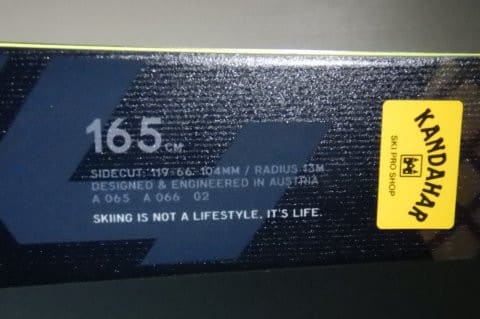 165 CM
SIDECUT: 119-66-104MM / RADIUS 13M
DESIGNED & ENGINEERED IN AUSTRIA
A 065 A 066 02
SKIING IS NOT A LIFESTYLE. IT'S LIFE.
KANDAHAR
SKI PRO SHOP